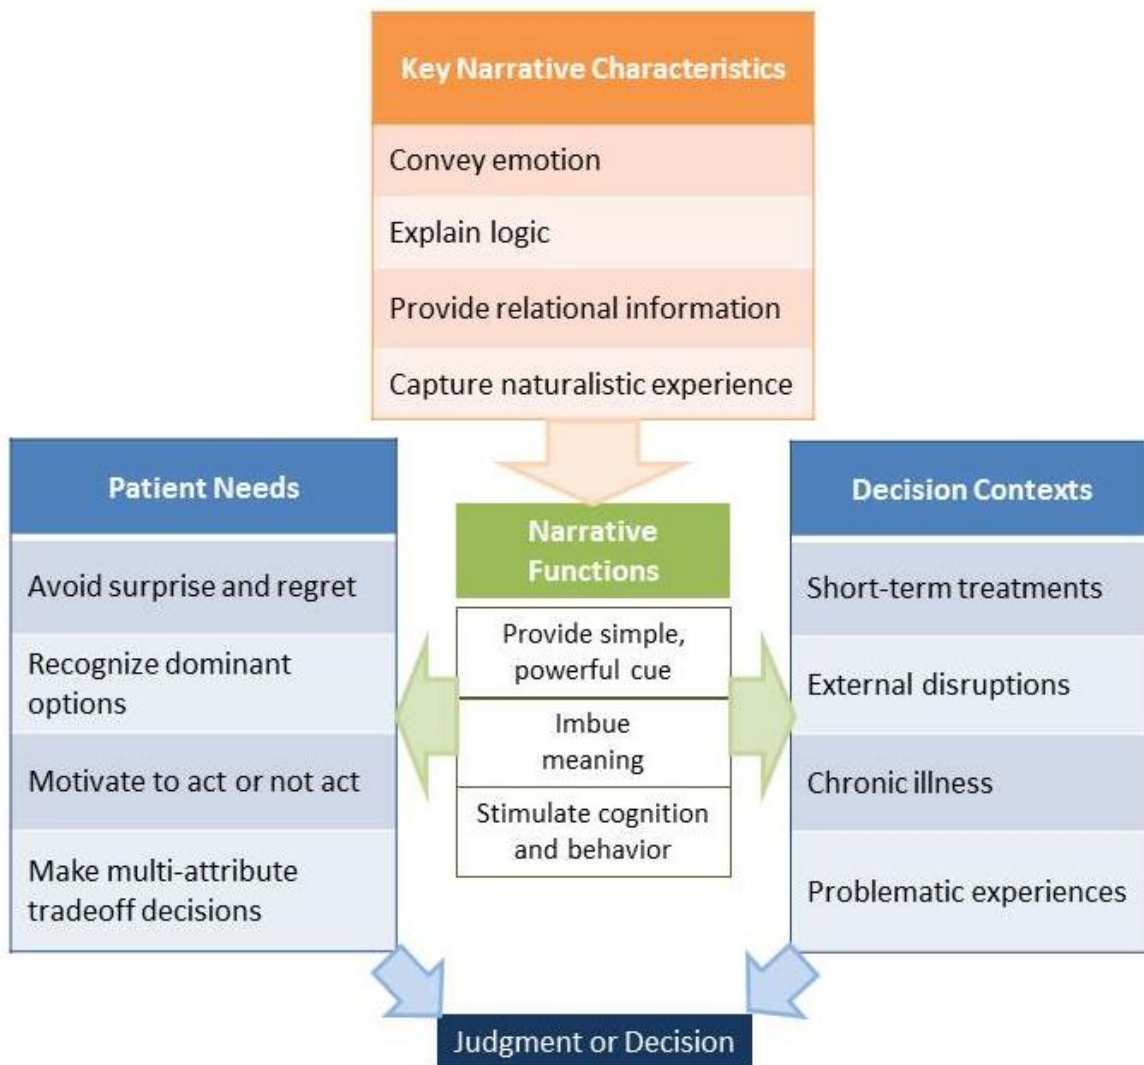 Key Narrative Characteristics
Convey emotion
Explain logic
Provide relational information
Capture naturalistic experience
Patient Needs
Avoid surprise and regret
Recognize dominant
options
Motivate to act or not act
Make multi-attribute
tradeoff decisions
Narrative
Functions
Provide simple,
powerful cue
Imbue
meaning
Stimulate cognition
and behavior
Decision Contexts
Short-term treatments
External disruptions
Chronic illness
Problematic experiences
Judgment or Decision